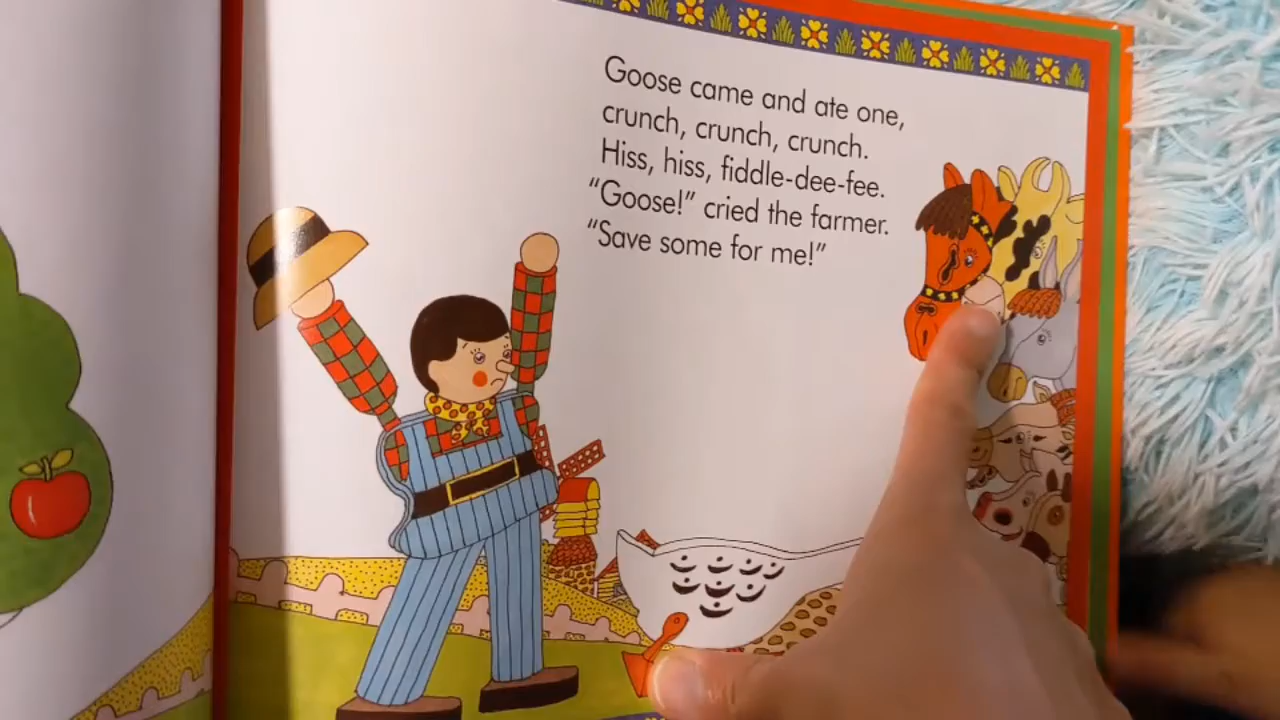 Goose came and ate one,
crunch, crunch, crunch.
Hiss, hiss, fiddle-dee-fee.
“Goose!” cried the farmer.
“Save some for me!”